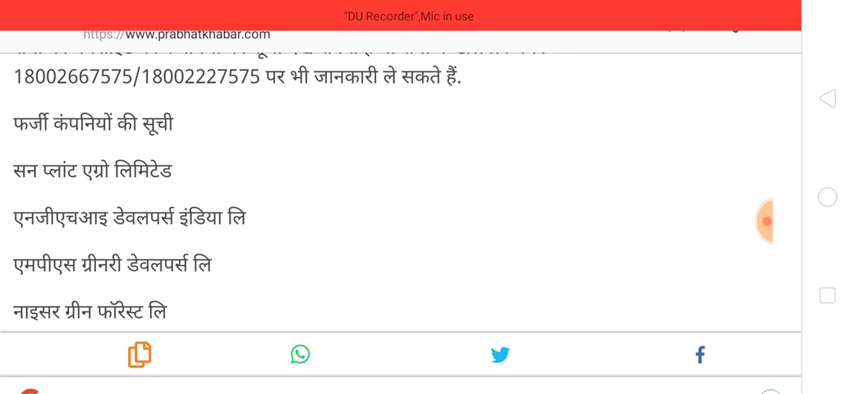 "DU Recorder",Mic in use
https://www.prabhatkhabar.com
18002667575/18002227575 पर भी जानकारी ले सकते हैं.
फर्जी कंपनियों की सूची
सन प्लांट एग्रो लिमिटेड
एनजीएचआइ डेवलपर्स इंडिया लि
एमपीएस ग्रीनरी डेवलपर्स लि
नाइसर ग्रीन फॉरेस्ट लि